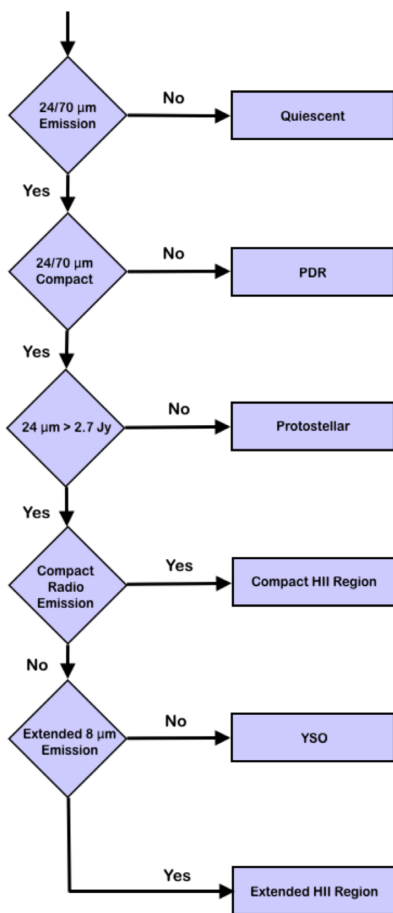 24/70 µm
Emission
No
Quiescent
Yes
24/70 µm
Compact
No
PDR
Yes
24 µm > 2.7 Jy
No
Protostellar
Yes
Compact
Radio
Emission
Yes
Compact HII Region
No
Extended 8 µm
Emission
No
YSO
Yes
Extended HII Region